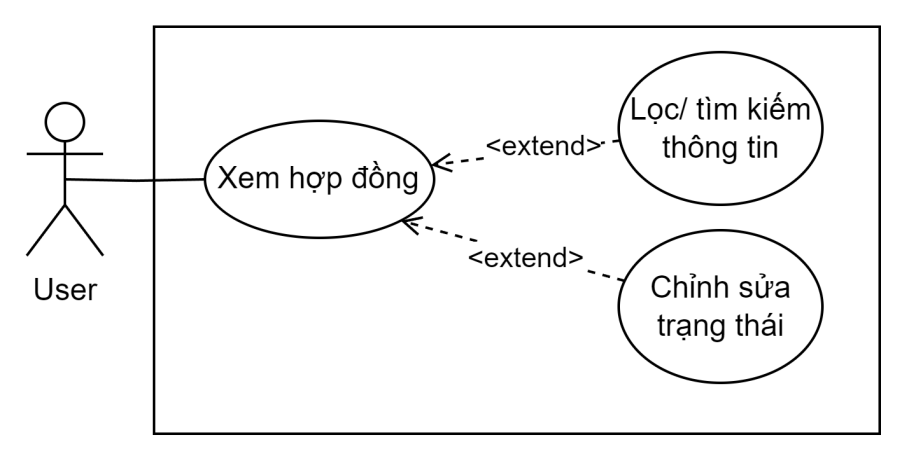 User
Xem hợp đồng
<extend>
Lọc/ tìm kiếm
thông tin
<extend>
Chỉnh sửa
trạng thái